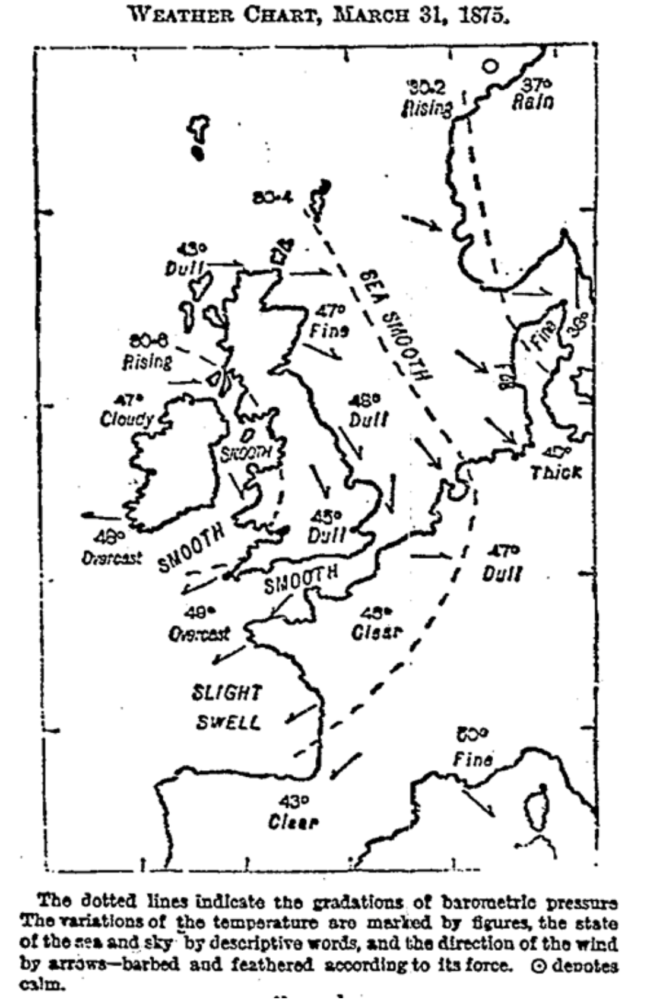 WEATHER CHART, MARCH 31, 1875.
30.2
Rising
37°
Rain
30.4
43°
Dull
SEA SMOOTH
47°
Fine
Fine
30.6
Rising
47°
Cloudy
48°
Dull
SMOOTH
Thick
45°
Dull
48°
Overcast
SMOOTH
47°
Dull
SMOOTH
Overcast
Clear
SLIGHT
SWELL
50°
Fine
43°
Clear
The dotted lines indicate the gradations of barometric pressure
The variations of the temperature are marked by figures, the state
of the sea and sky by descriptive words, and the direction of the wind
by arrows—barbed and feathered according to its force. ⊙ denotes
calm.